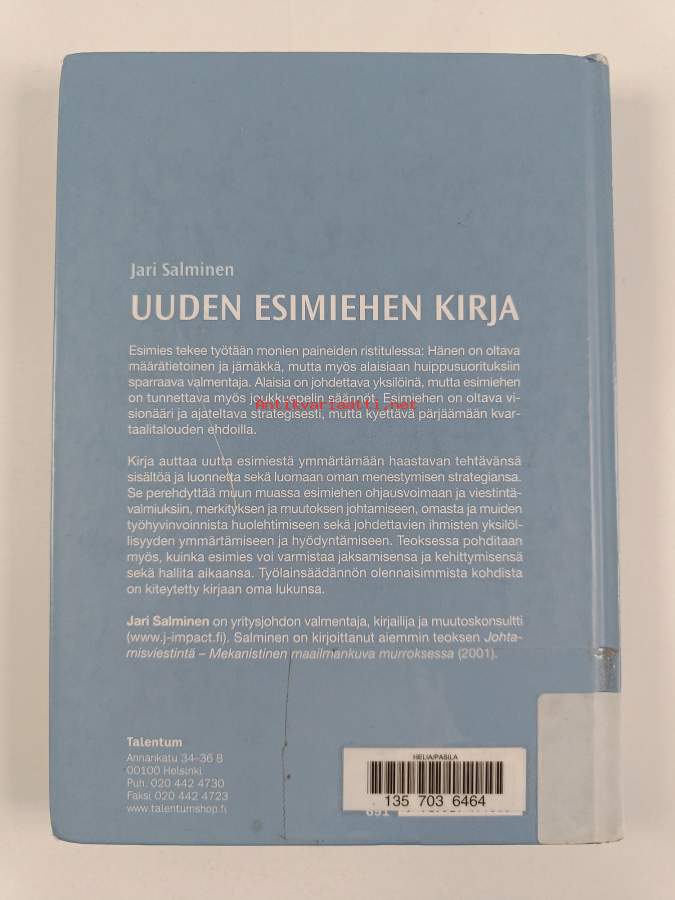 Jari Salminen
UUDEN ESIMIEHEN KIRJA
Esimies tekee työtään monien paineiden ristitulessa: Hänen on oltava
määrätietoinen ja jämäkkä, mutta myös alaisiaan huippusuorituksiin
sparraava valmentaja. Alaisia on johdettava yksilöinä, mutta esimiehen
on tunnettava myös joukkuepelin säännöt. Esimiehen on oltava vi-
Antikvariaatti.net
sionääri ja ajateltava strategisesti, mutta kyettävä pärjäämään kvar-
taalitalouden ehdoilla.
Kirja auttaa uutta esimiestä ymmärtämään haastavan tehtävänsä
sisältöä ja luonnetta sekä luomaan oman menestymisen strategiansa.
Se perehdyttää muun muassa esimiehen ohjausvoimaan ja viestintä-
valmiuksiin, merkityksen ja muutoksen johtamiseen, omasta ja muiden
työhyvinvoinnista huolehtimiseen sekä johdettavien ihmisten yksilöl-
lisyyden ymmärtämiseen ja hyödyntämiseen. Teoksessa pohditaan
myös, kuinka esimies voi varmistaa jaksamisensa ja kehittymisensä
sekä hallita aikaansa. Työlainsäädännön olennaisimmista kohdista
on kiteytetty kirjaan oma lukunsa.
Jari Salminen on yritysjohdon valmentaja, kirjailija ja muutoskonsultti
(www.j-impact.fi). Salminen on kirjoittanut aiemmin teoksen Johta-
misviestintä – Mekanistinen maailmankuva murroksessa (2001).
Talentum
Annankatu 34-36 B
00100 Helsinki
Puh. 020 442 4730
Faksi 020 442 4723
www.talentumshop.fi
HELIA/PASILA
135 703 6464